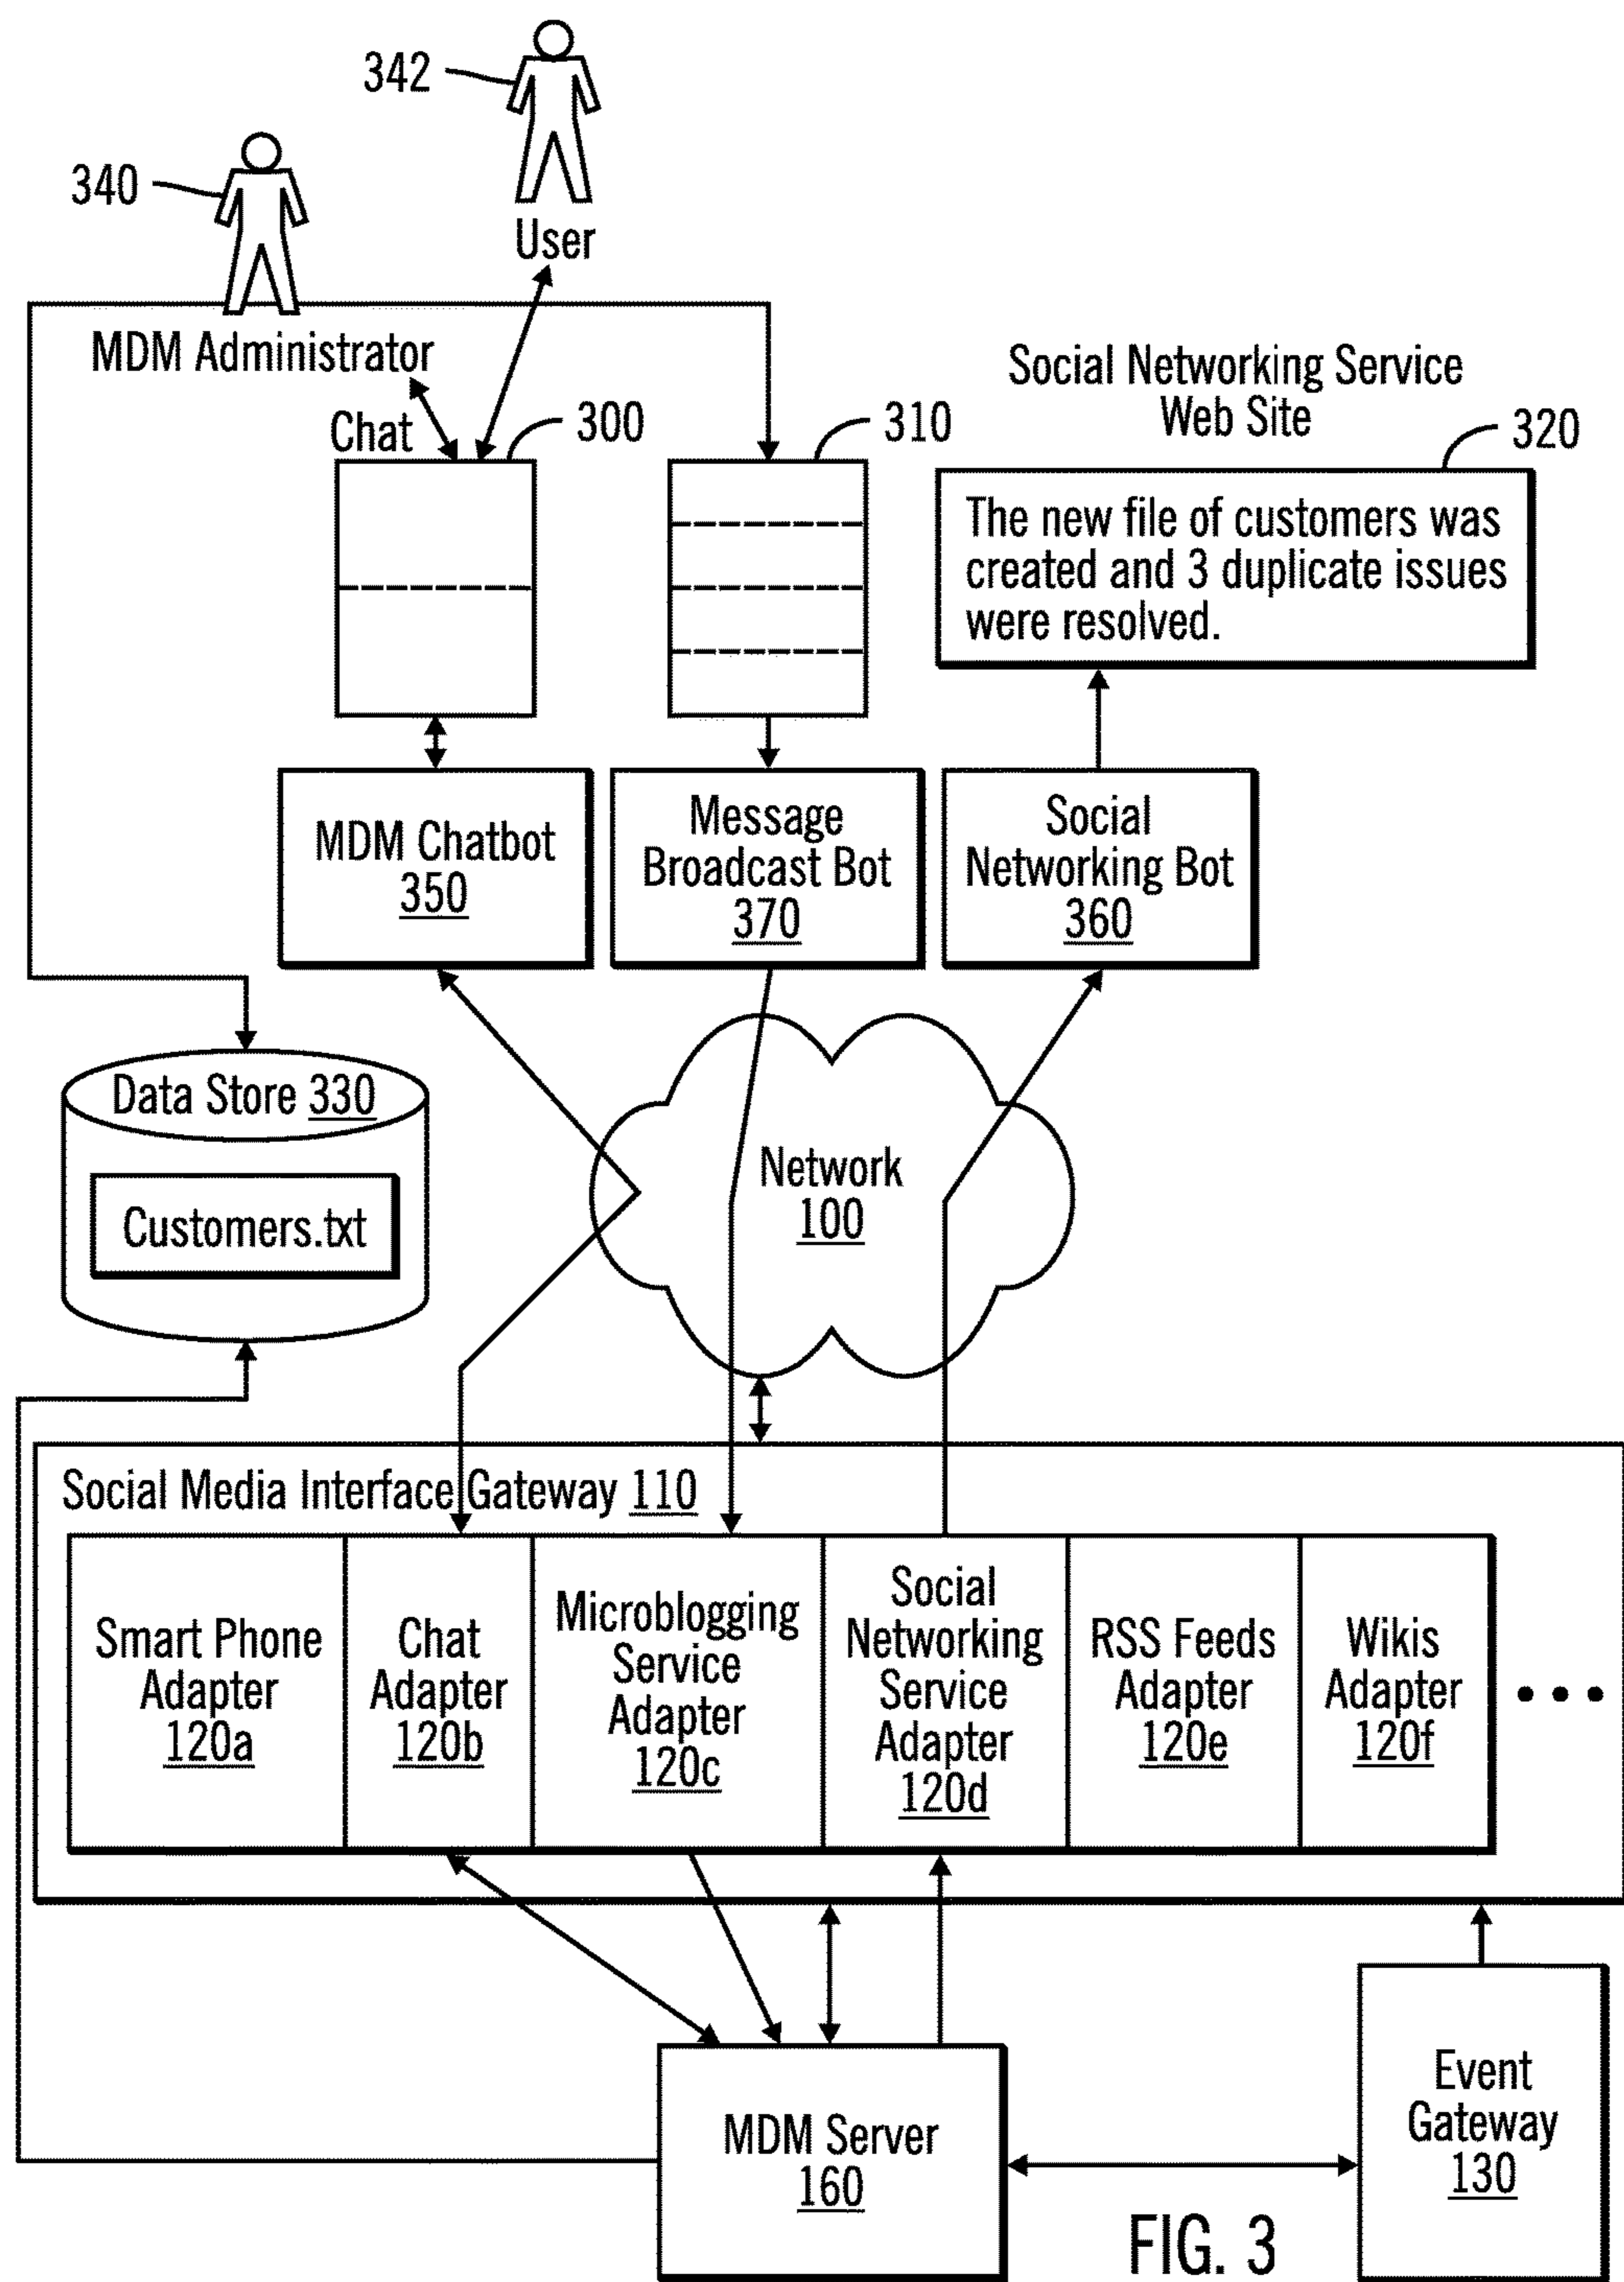 342
340
User
MDM Administrator
Social Networking Service
Web Site
Chat
300
310
320
The new file of customers was
created and 3 duplicate issues
were resolved.
MDM Chatbot
350
Message
Broadcast Bot
370
Social
Networking Bot
360
Data Store 330
Customers.txt
Network
100
Social Media Interface Gateway 110
Smart Phone
Adapter
120a
Chat
Adapter
120b
Microblogging
Service
Adapter
120c
Social
Networking
Service
Adapter
120d
RSS Feeds
Adapter
120e
Wikis
Adapter
120f
• • •
MDM Server
160
Event
Gateway
130
FIG. 3